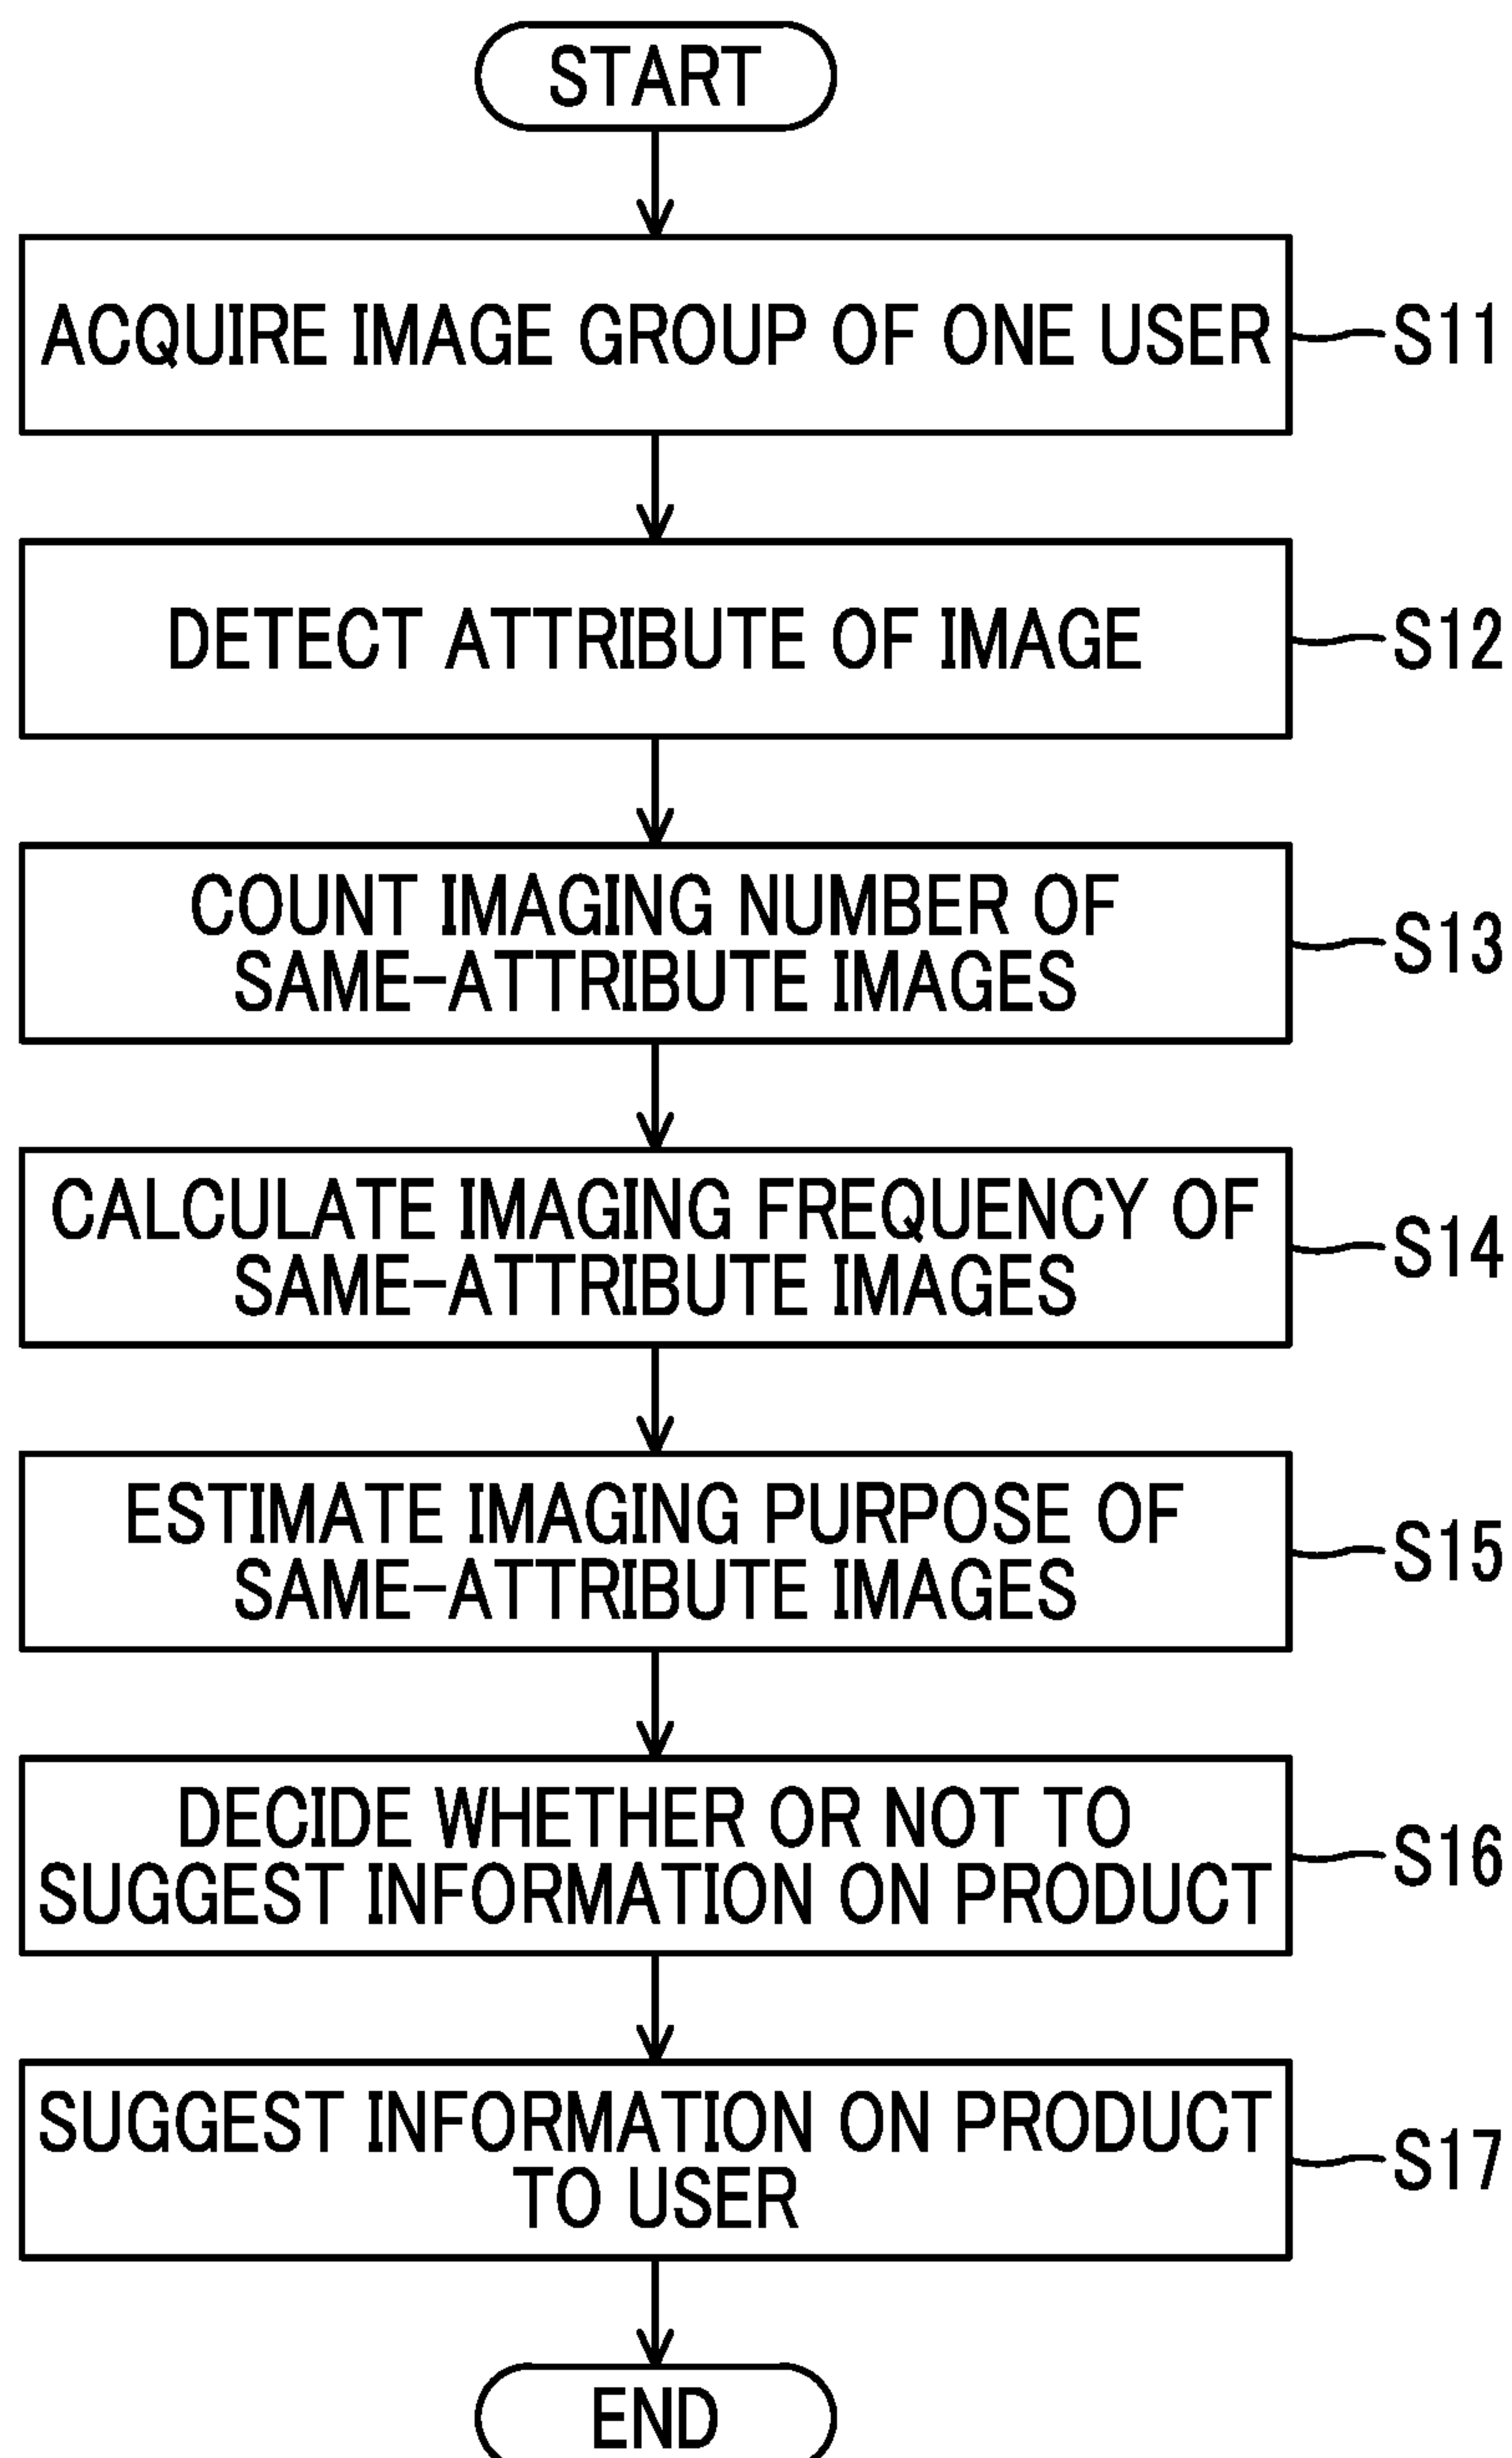 START
ACQUIRE IMAGE GROUP OF ONE USER
S11
DETECT ATTRIBUTE OF IMAGE
S12
COUNT IMAGING NUMBER OF
SAME-ATTRIBUTE IMAGES
S13
CALCULATE IMAGING FREQUENCY OF
SAME-ATTRIBUTE IMAGES
S14
ESTIMATE IMAGING PURPOSE OF
SAME-ATTRIBUTE IMAGES
S15
DECIDE WHETHER OR NOT TO
SUGGEST INFORMATION ON PRODUCT
S16
SUGGEST INFORMATION ON PRODUCT
TO USER
S17
END